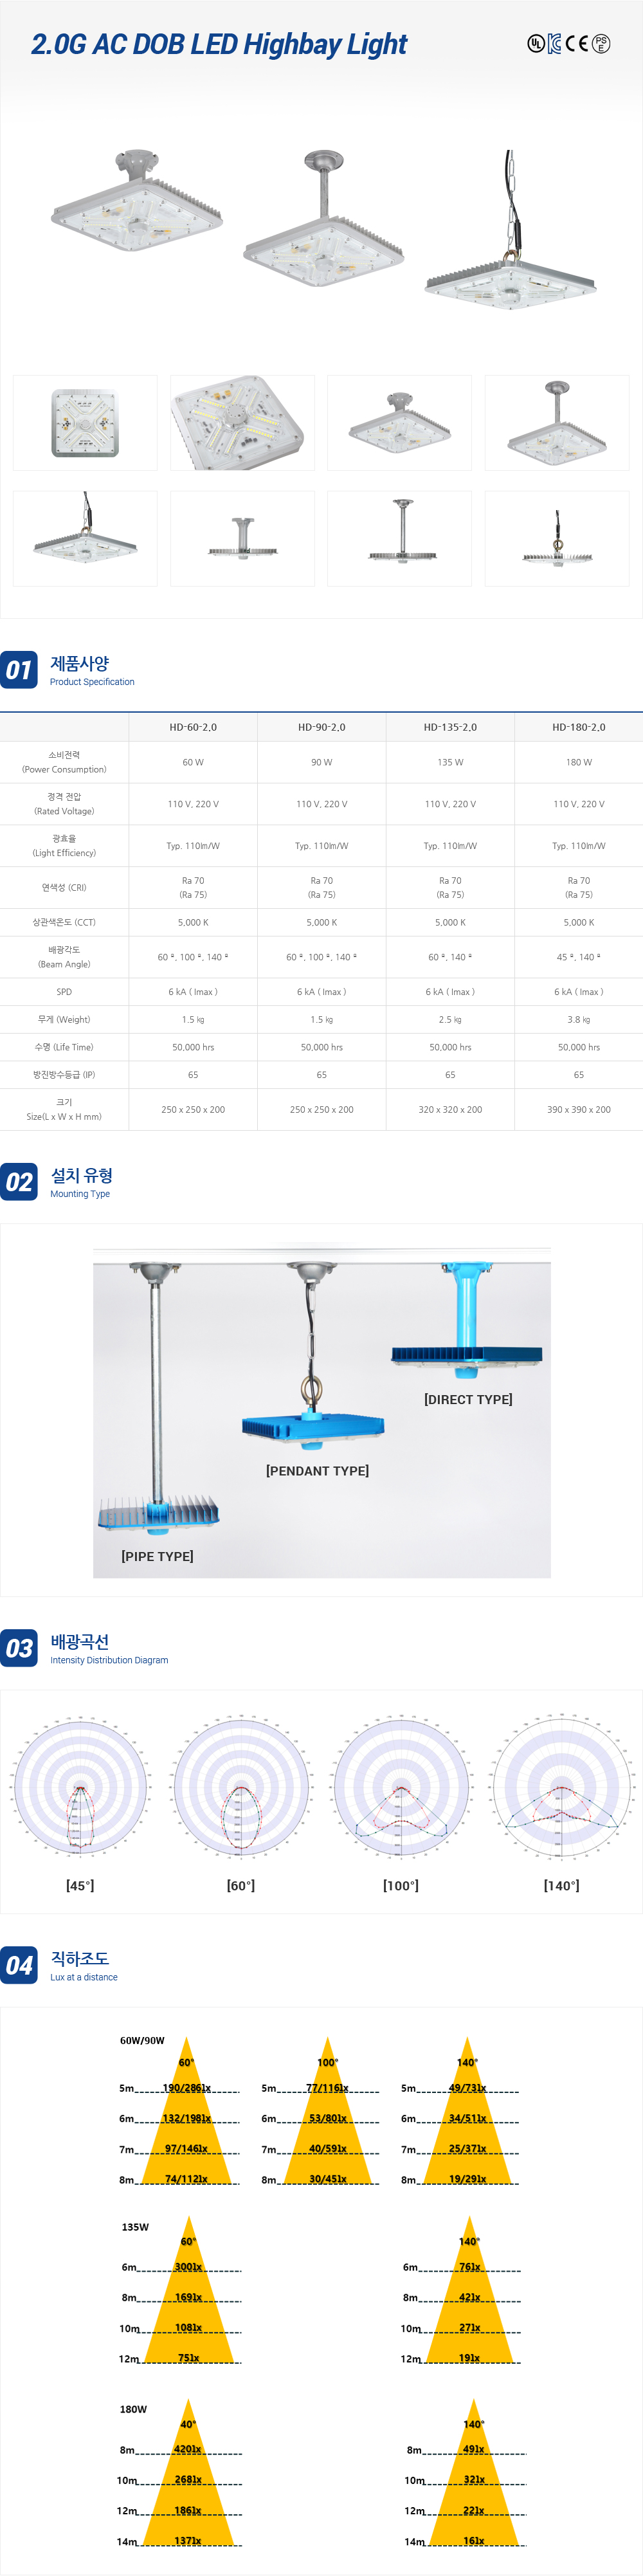 2.0G AC DOB LED Highbay Light
UL
CE
PS
E
01
제품사양
Product Specification
HD-60-2.0 HD-90-2.0 HD-135-2.0 HD-180-2.0
소비전력
(Power Consumption) 60 W 90 W 135 W 180 W
정격 전압
(Rated Voltage) 110 V, 220 V 110 V, 220 V 110 V, 220 V 110 V, 220 V
광효율
(Light Efficiency) Typ. 110lm/W Typ. 110lm/W Typ. 110lm/W Typ. 110lm/W
연색성 (CRI) Ra 70 Ra 70 Ra 70 Ra 70
(Ra 75) (Ra 75) (Ra 75) (Ra 75)
상관색온도 (CCT) 5,000 K 5,000 K 5,000 K 5,000 K
배광각도
(Beam Angle) 60 º, 100 º, 140 º 60 º, 100 º, 140 º 60 º, 140 º 45 º, 140 º
SPD 6 kA ( Imax ) 6 kA ( Imax ) 6 kA ( Imax ) 6 kA ( Imax )
무게 (Weight) 1.5 ㎏ 1.5 ㎏ 2.5 ㎏ 3.8 ㎏
수명 (Life Time) 50,000 hrs 50,000 hrs 50,000 hrs 50,000 hrs
방진방수등급 (IP) 65 65 65 65
크기
Size(L x W x H mm) 250 x 250 x 200 250 x 250 x 200 320 x 320 x 200 390 x 390 x 200
02
설치 유형
Mounting Type
[DIRECT TYPE]
[PENDANT TYPE]
[PIPE TYPE]
03
배광곡선
Intensity Distribution Diagram
[45°] [60°] [100°] [140°]
04
직하조도
Lux at a distance
60W/90W
60° 100° 140°
5m 190/286lx 5m 77/116lx 5m 49/73lx
6m 132/198lx 6m 53/80lx 6m 34/51lx
7m 97/146lx 7m 40/59lx 7m 25/37lx
8m 74/112lx 8m 30/45lx 8m 19/29lx
135W
60° 140°
6m 300lx 6m 76lx
8m 169lx 8m 42lx
10m 108lx 10m 27lx
12m 75lx 12m 19lx
180W
40° 140°
8m 420lx 8m 49lx
10m 268lx 10m 32lx
12m 186lx 12m 22lx
14m 137lx 14m 16lx